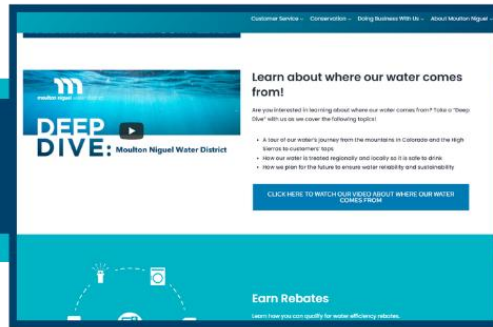 Customer Service
Conservation
Doing Business With Us
About Moulton Niguel
Learn about where our water comes
from!
Are you interested in learning about where our water comes from? Take a "Deep
Dive" with us as we cover the following topics!
• A tour of our water's journey from the mountains in Colorado and the High
Sierras to customers' taps
• How our water is treated regionally and locally so it is safe to drink
• How we plan for the future to ensure water reliability and sustainability
CLICK HERE TO WATCH OUR VIDEO ABOUT WHERE OUR WATER
COMES FROM
moulton niguel water district
DEEP
DIVE: Moulton Niguel Water District
Earn Rebates
Learn how you can qualify for water efficiency rebates.